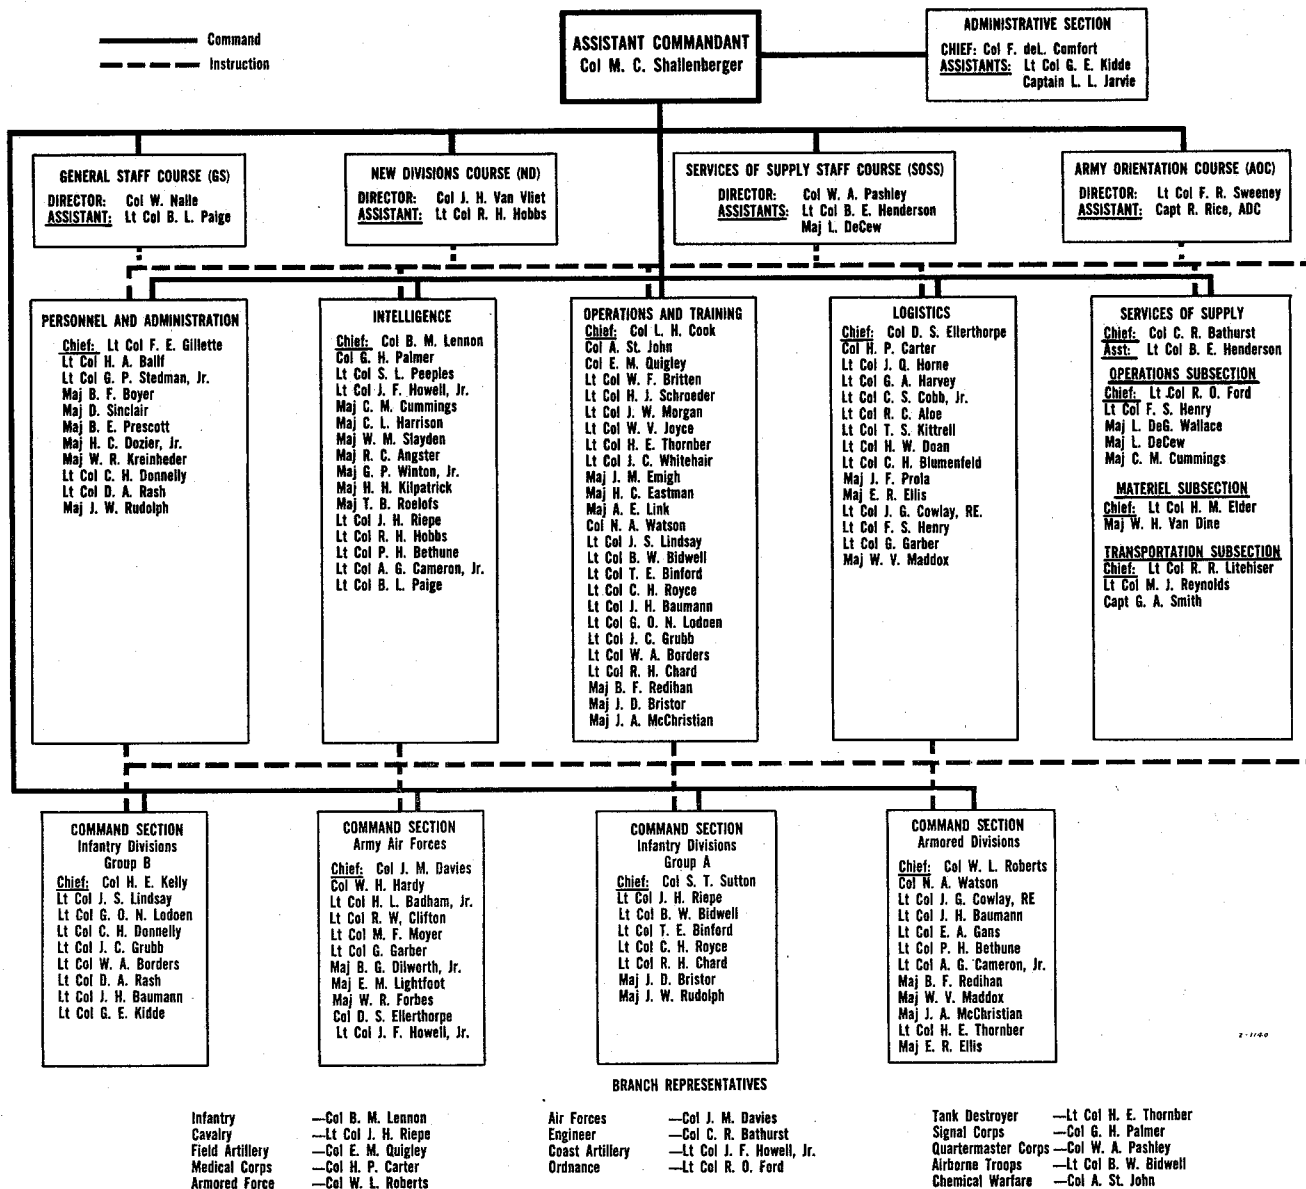 Command
Instruction
ASSISTANT COMMANDANT
Col M. C. Shallenberger
ADMINISTRATIVE SECTION
CHIEF: Col F. deL. Comfort
ASSISTANTS: Lt Col G. E. Kidde
Captain L. L. Jarvie
GENERAL STAFF COURSE (GS)
DIRECTOR: Col W. Nalle
ASSISTANT: Lt Col B. L. Paige
NEW DIVISIONS COURSE (ND)
DIRECTOR: Col J. H. Van Vliet
ASSISTANT: Lt Col R. H. Hobbs
SERVICES OF SUPPLY STAFF COURSE (SOSS)
DIRECTOR: Col W. A. Pashley
ASSISTANTS: Lt Col B. E. Henderson
Maj L. DeCew
ARMY ORIENTATION COURSE (AOC)
DIRECTOR: Lt Col F. R. Sweeney
ASSISTANT: Capt R. Rice, ADC
PERSONNEL AND ADMINISTRATION
Chief: Lt Col F. E. Gillette
Lt Col H. A. Ballf
Lt Col G. P. Stedman, Jr.
Maj B. F. Boyer
Maj D. Sinclair
Maj B. E. Prescott
Maj H. C. Dozier, Jr.
Maj W. R. Kreinheder
Lt Col C. H. Donnelly
Lt Col D. A. Rash
Maj J. W. Rudolph
INTELLIGENCE
Chief: Col B. M. Lennon
Col G. H. Palmer
Lt Col S. L. Peeples
Lt Col J. F. Howell, Jr.
Maj C. M. Cummings
Maj C. L. Harrison
Maj W. M. Slayden
Maj R. C. Angster
Maj G. P. Winton, Jr.
Maj H. H. Kilpatrick
Maj T. B. Roelofs
Lt Col J. H. Riepe
Lt Col R. H. Hobbs
Lt Col P. H. Bethune
Lt Col A. G. Cameron, Jr.
Lt Col B. L. Paige
OPERATIONS AND TRAINING
Chief: Col L. H. Cook
Col A. St. John
Col E. M. Quigley
Lt Col W. F. Britten
Lt Col H. J. Schroeder
Lt Col J. W. Morgan
Lt Col W. V. Joyce
Lt Col H. E. Thornber
Lt Col J. C. Whitehair
Maj J. M. Emigh
Maj H. C. Eastman
Maj A. E. Link
Col N. A. Watson
Lt Col J. S. Lindsay
Lt Col B. W. Bidwell
Lt Col T. E. Binford
Lt Col C. H. Royce
Lt Col J. H. Baumann
Lt Col G. O. N. Lodoen
Lt Col J. C. Grubb
Lt Col W. A. Borders
Lt Col R. H. Chard
Maj B. F. Redihan
Maj J. D. Bristor
Maj J. A. McChristian
LOGISTICS
Chief: Col D. S. Ellerthorpe
Col H. P. Carter
Lt Col J. Q. Horne
Lt Col G. A. Harvey
Lt Col C. S. Cobb, Jr.
Lt Col R. C. Aloe
Lt Col T. S. Kittrell
Lt Col H. W. Doan
Lt Col C. H. Blumenfeld
Maj J. F. Prola
Maj E. R. Ellis
Lt Col J. G. Cowlay, RE.
Lt Col F. S. Henry
Lt Col G. Garber
Maj W. V. Maddox
SERVICES OF SUPPLY
Chief: Col C. R. Bathurst
Asst: Lt Col B. E. Henderson
OPERATIONS SUBSECTION
Chief: Lt Col R. O. Ford
Lt Col F. S. Henry
Maj L. DeG. Wallace
Maj L. DeCew
Maj C. M. Cummings
MATERIEL SUBSECTION
Chief: Lt Col H. M. Elder
Maj W. H. Van Dine
TRANSPORTATION SUBSECTION
Chief: Lt Col R. R. Litehiser
Lt Col M. J. Reynolds
Capt G. A. Smith
COMMAND SECTION
Infantry Divisions
Group B
Chief: Col H. E. Kelly
Lt Col J. S. Lindsay
Lt Col G. O. N. Lodoen
Lt Col C. H. Donnelly
Lt Col J. C. Grubb
Lt Col W. A. Borders
Lt Col D. A. Rash
Lt Col J. H. Baumann
Lt Col G. E. Kidde
COMMAND SECTION
Army Air Forces
Chief: Col J. M. Davies
Col W. H. Hardy
Lt Col H. L. Badham, Jr.
Lt Col R. W. Clifton
Lt Col M. F. Moyer
Lt Col G. Garber
Maj B. G. Dilworth, Jr.
Maj E. M. Lightfoot
Maj W. R. Forbes
Col D. S. Ellerthorpe
Lt Col J. F. Howell, Jr.
COMMAND SECTION
Infantry Divisions
Group A
Chief: Col S. T. Sutton
Lt Col J. H. Riepe
Lt Col B. W. Bidwell
Lt Col T. E. Binford
Lt Col C. H. Royce
Lt Col R. H. Chard
Maj J. D. Bristor
Maj J. W. Rudolph
COMMAND SECTION
Armored Divisions
Chief: Col W. L. Roberts
Col N. A. Watson
Lt Col J. G. Cowlay, RE
Lt Col J. H. Baumann
Lt Col E. A. Gans
Lt Col P. H. Bethune
Lt Col A. G. Cameron, Jr.
Maj B. F. Redihan
Maj W. V. Maddox
Maj J. A. McChristian
Lt Col H. E. Thornber
Maj E. R. Ellis
2-1140
BRANCH REPRESENTATIVES
Infantry —Col B. M. Lennon
Cavalry —Lt Col J. H. Riepe
Field Artillery —Col E. M. Quigley
Medical Corps —Col H. P. Carter
Armored Force —Col W. L. Roberts
Air Forces —Col J. M. Davies
Engineer —Col C. R. Bathurst
Coast Artillery —Lt Col J. F. Howell, Jr.
Ordnance —Lt Col R. O. Ford
Tank Destroyer —Lt Col H. E. Thornber
Signal Corps —Col G. H. Palmer
Quartermaster Corps —Col W. A. Pashley
Airborne Troops —Lt Col B. W. Bidwell
Chemical Warfare —Col A. St. John